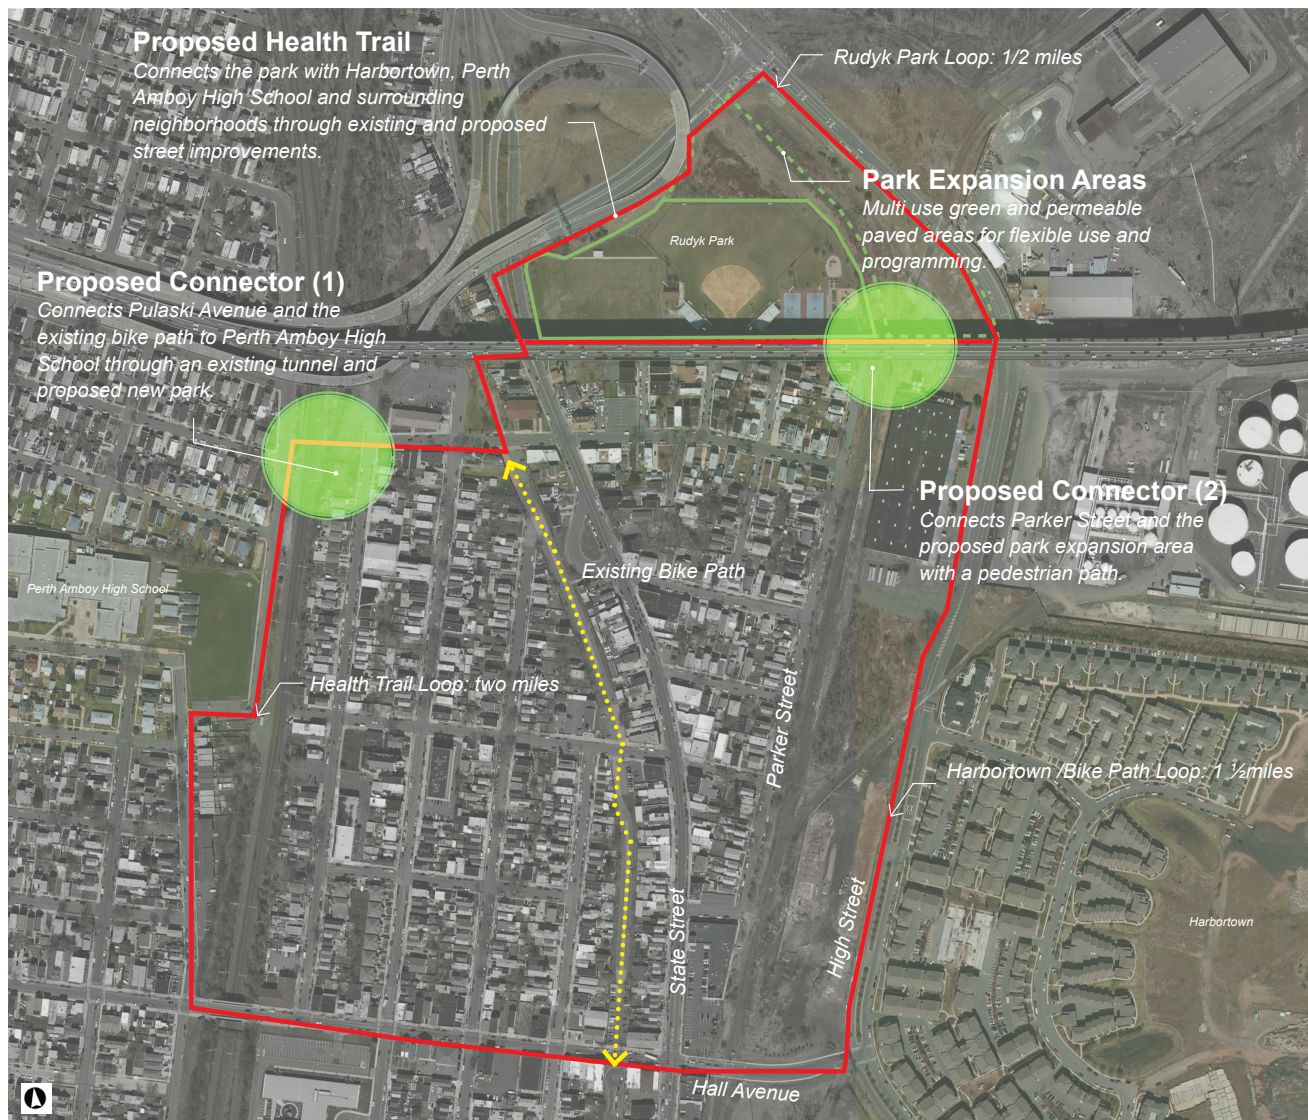 Proposed Health Trail
Connects the park with Harbortown, Perth
Amboy High School and surrounding
neighborhoods through existing and proposed
street improvements.
Rudyk Park Loop: 1/2 miles
Park Expansion Areas
Multi use green and permeable
paved areas for flexible use and
programming.
Rudyk Park
Proposed Connector (1)
Connects Pulaski Avenue and the
existing bike path to Perth Amboy High
School through an existing tunnel and
proposed new park.
Proposed Connector (2)
Connects Parker Street and the
proposed park expansion area
with a pedestrian path.
Existing Bike Path
Perth Amboy High School
Health Trail Loop: two miles
Parker Street
Harbortown /Bike Path Loop: 1 ½miles
State Street
High Street
Harbortown
Hall Avenue